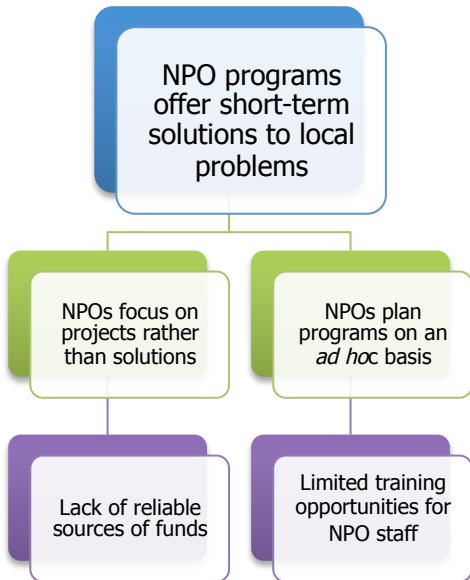 NPO programs
offer short-term
solutions to local
problems
NPOs focus on
projects rather
than solutions
NPOs plan
programs on an
ad hoc basis
Lack of reliable
sources of funds
Limited training
opportunities for
NPO staff